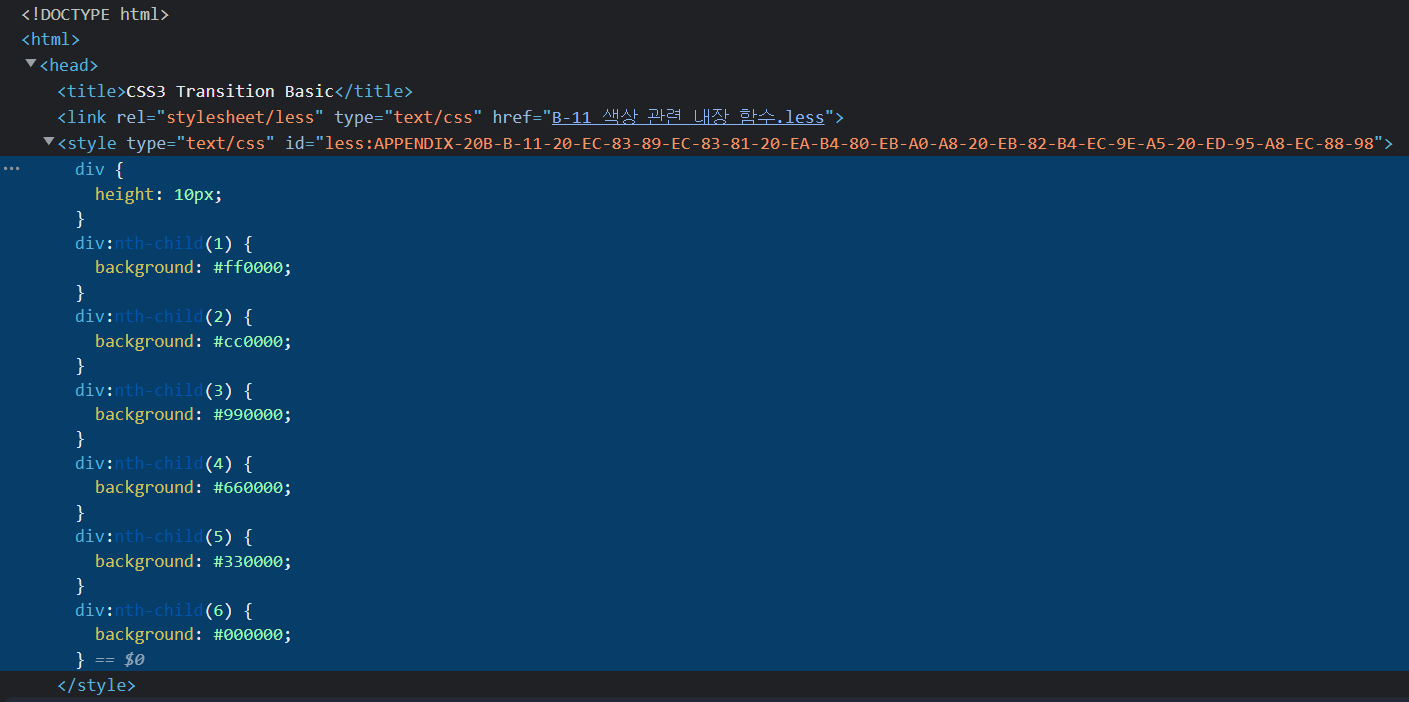 <!DOCTYPE html>
<html>
▼<head>
<title>CSS3 Transition Basic</title>
<link rel="stylesheet/less" type="text/css" href="B-11 색상 관련 내장 함수.less">
▼<style type="text/css" id="less:APPENDIX-20B-B-11-20-EC-83-89-EC-83-81-20-EA-B4-80-EB-A0-A8-20-EB-82-B4-EC-9E-A5-20-ED-95-A8-EC-88-98">
… div {
height: 10px;
}
div:nth-child(1) {
background: #ff0000;
}
div:nth-child(2) {
background: #cc0000;
}
div:nth-child(3) {
background: #990000;
}
div:nth-child(4) {
background: #660000;
}
div:nth-child(5) {
background: #330000;
}
div:nth-child(6) {
background: #000000;
} == $0
</style>